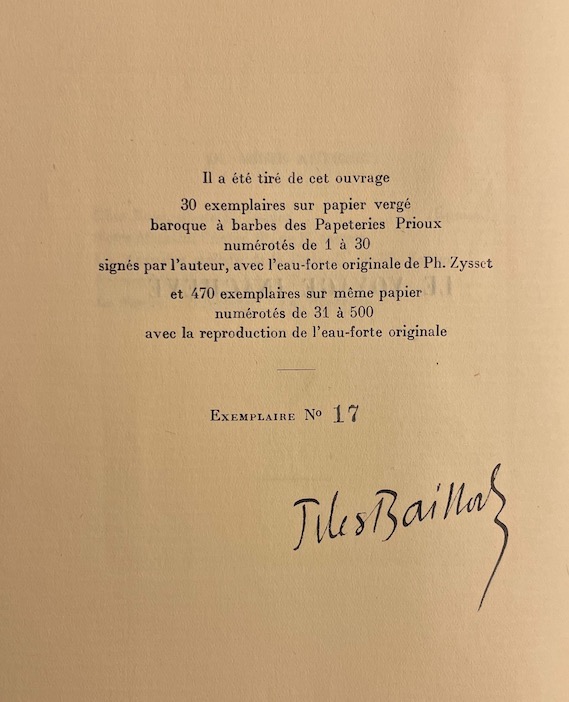 Il a été tiré de cet ouvrage
30 exemplaires sur papier vergé
baroque à barbes des Papeteries Prioux
numérotés de 1 à 30
signés par l'auteur, avec l'eau-forte originale de Ph. Zysset
et 470 exemplaires sur même papier
numérotés de 31 à 500
avec la reproduction de l'eau-forte originale
Exemplaire No 17